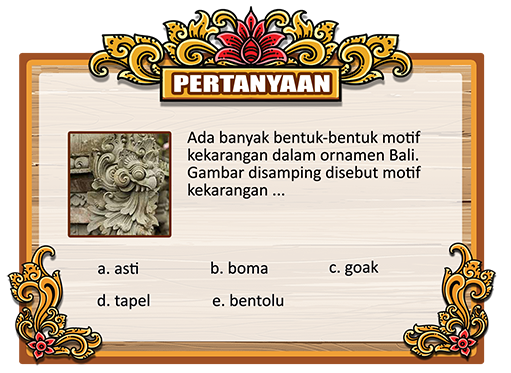 PERTANYAAN
Ada banyak bentuk-bentuk motif
kekarangan dalam ornamen Bali.
Gambar disamping disebut motif
kekarangan ...
a. asti b. boma c. goak
d. tapel e. bentolu